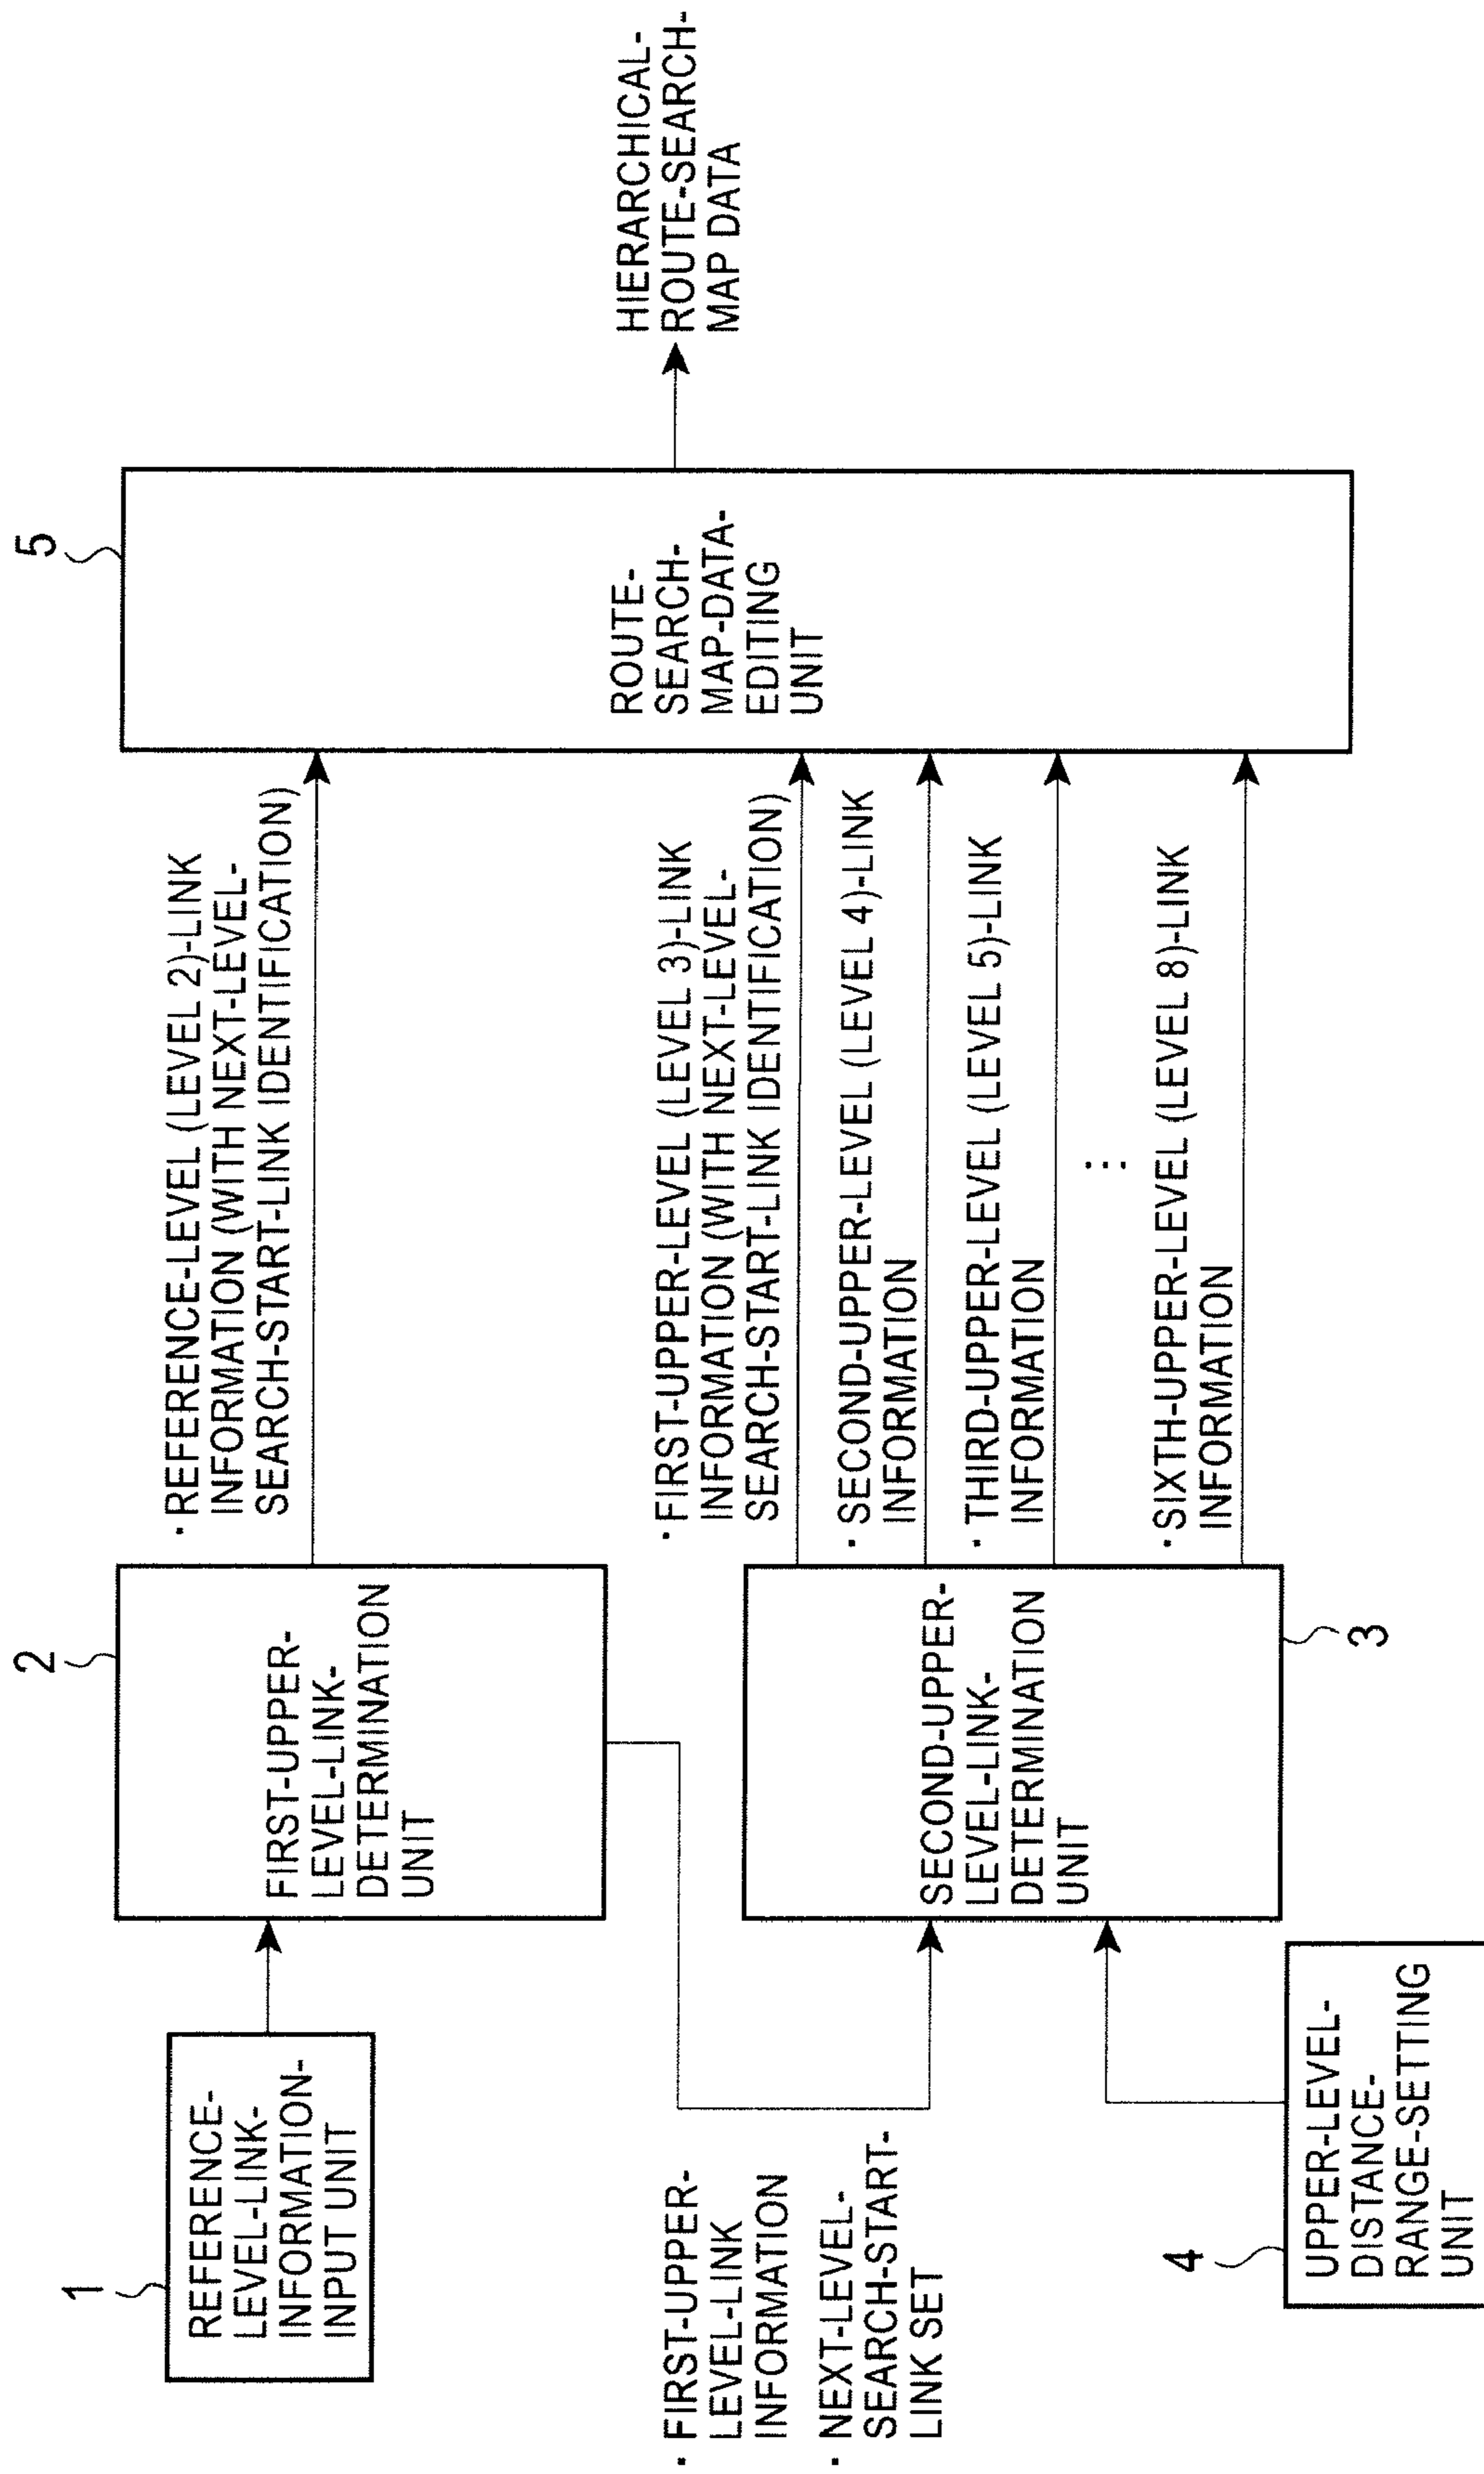 1
REFERENCE-
LEVEL-LINK-
INFORMATION-
INPUT UNIT
2
FIRST-UPPER-
LEVEL-LINK-
DETERMINATION
UNIT
· REFERENCE-LEVEL (LEVEL 2)-LINK
INFORMATION (WITH NEXT-LEVEL-
SEARCH-START-LINK IDENTIFICATION)
5
ROUTE-
SEARCH-
MAP-DATA-
EDITING
UNIT
HIERARCHICAL-
ROUTE-SEARCH-
MAP DATA
· FIRST-UPPER-
LEVEL-LINK
INFORMATION
· NEXT-LEVEL-
SEARCH-START-
LINK SET
SECOND-UPPER-
LEVEL-LINK-
DETERMINATION
UNIT
3
· FIRST-UPPER-LEVEL (LEVEL 3)-LINK
INFORMATION (WITH NEXT-LEVEL-
SEARCH-START-LINK IDENTIFICATION)
· SECOND-UPPER-LEVEL (LEVEL 4)-LINK
INFORMATION
· THIRD-UPPER-LEVEL (LEVEL 5)-LINK
INFORMATION
⋮
· SIXTH-UPPER-LEVEL (LEVEL 8)-LINK
INFORMATION
4
UPPER-LEVEL-
DISTANCE-
RANGE-SETTING
UNIT